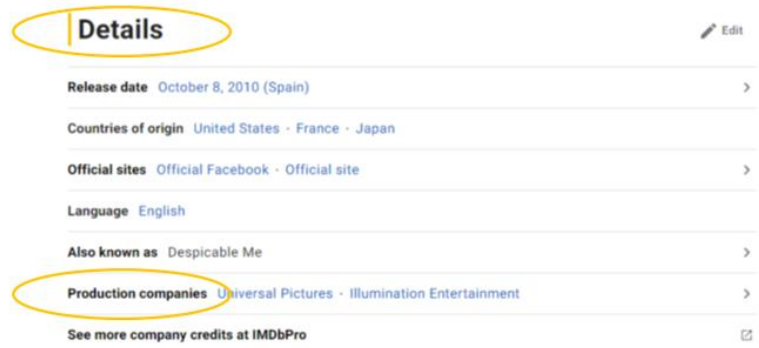 Details
Edit
Release date October 8, 2010 (Spain)
Countries of origin United States · France · Japan
Official sites Official Facebook · Official site
Language English
Also known as Despicable Me
Production companies Universal Pictures · Illumination Entertainment
See more company credits at IMDbPro